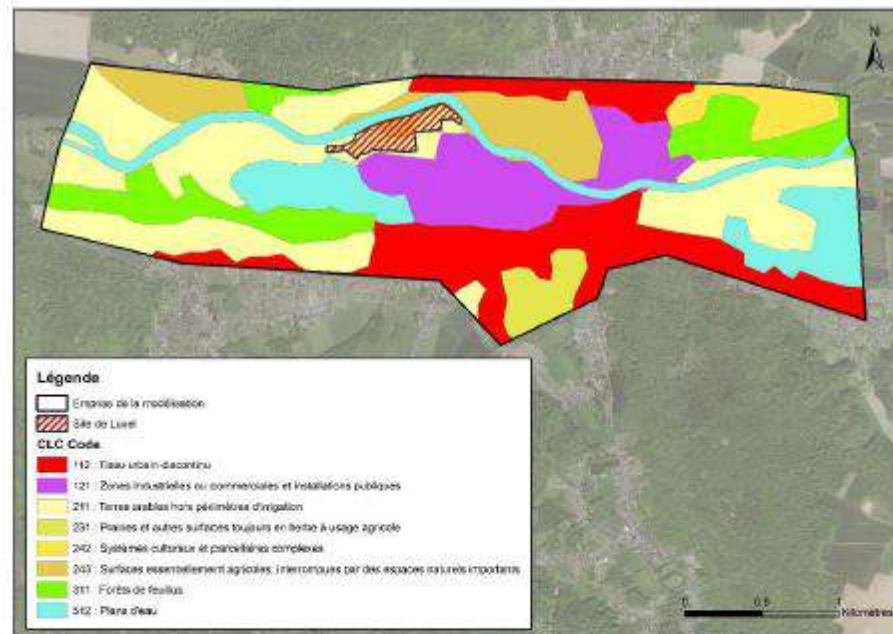 N
Légende
Emprise de la modélisation
Site de Luxel
CLC Code
112 : Tissu urbain discontinu
121 : Zones industrielles ou commerciales et installations publiques
211 : Terres arables hors périmètres d'irrigation
231 : Prairies et autres surfaces toujours en herbe à usage agricole
242 : Systèmes culturaux et parcellaires complexes
243 : Surfaces essentiellement agricoles, interrompues par des espaces naturels importants
311 : Forêts de feuillus
512 : Plans d'eau
0 0,5 1
Kilomètres